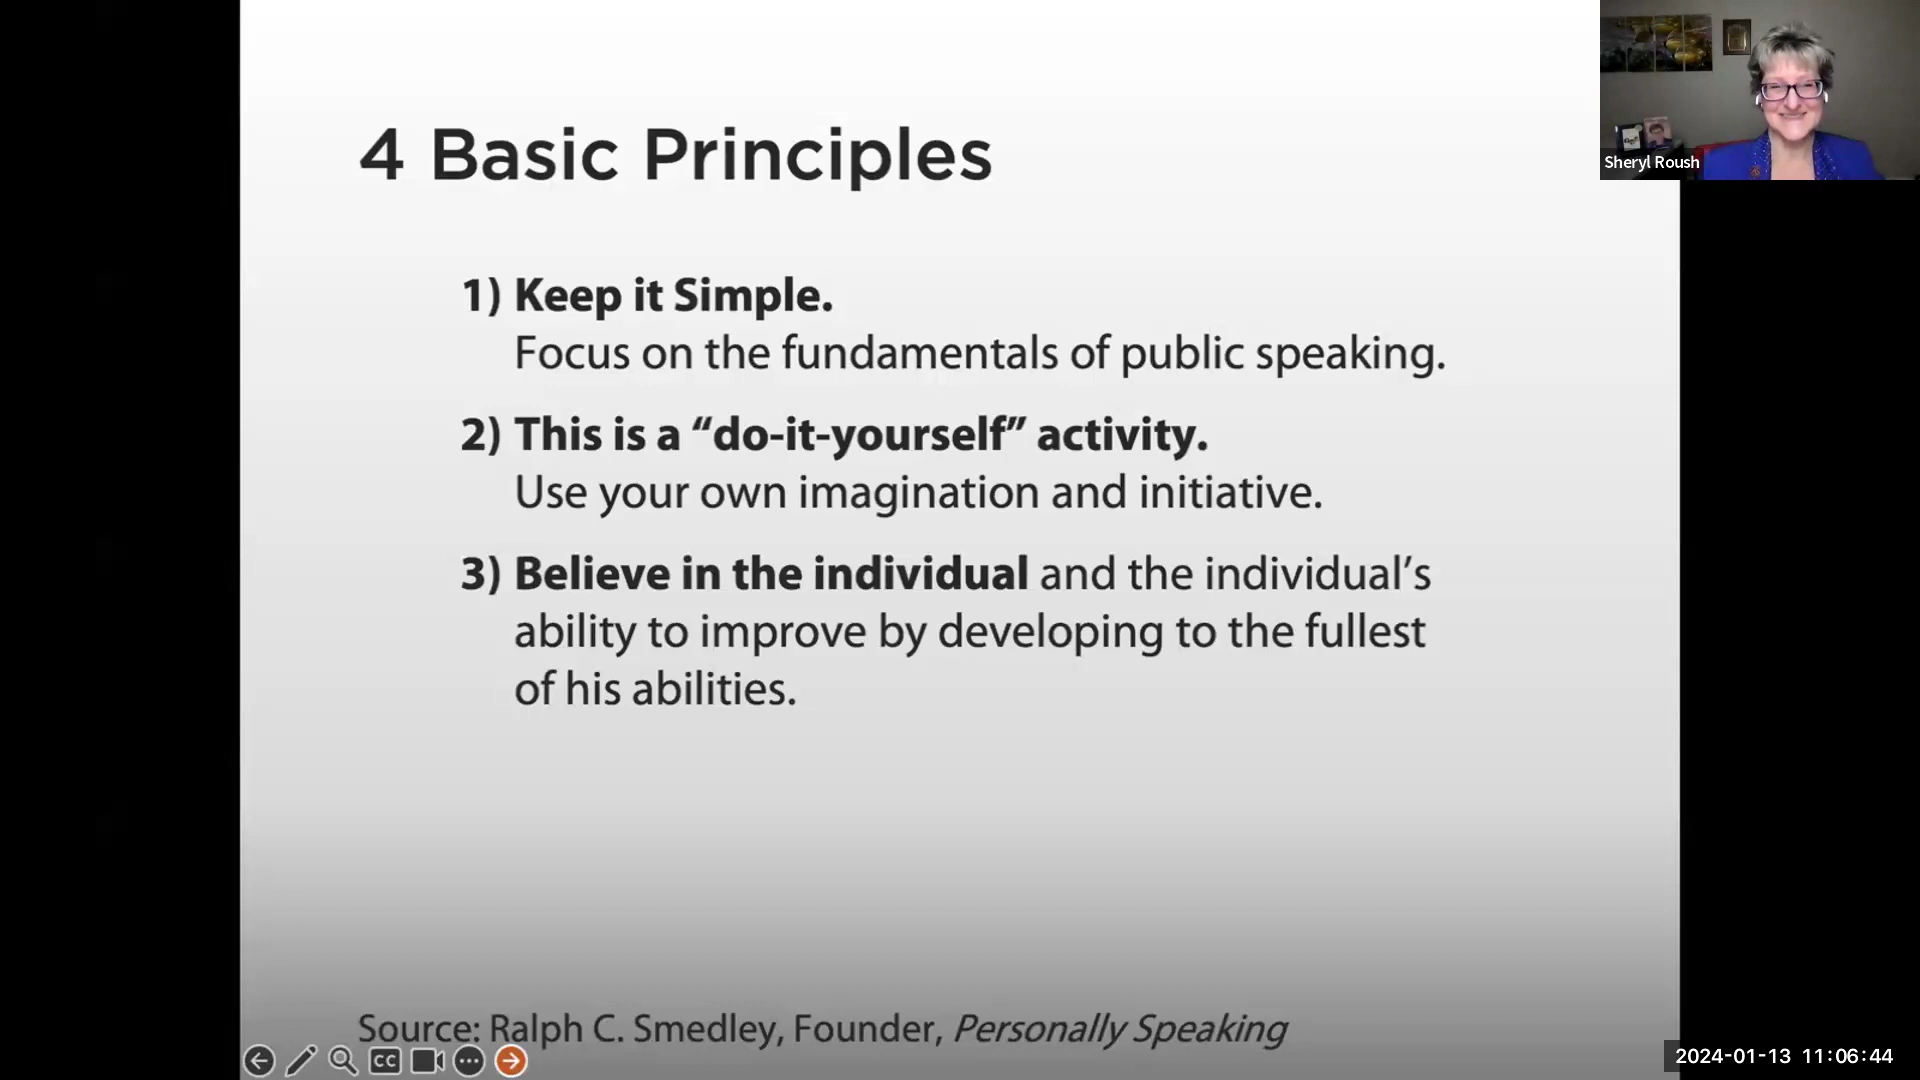 4 Basic Principles
1) Keep it Simple.
Focus on the fundamentals of public speaking.
2) This is a “do-it-yourself” activity.
Use your own imagination and initiative.
3) Believe in the individual and the individual’s
ability to improve by developing to the fullest
of his abilities.
Source: Ralph C. Smedley, Founder, Personally Speaking
CC
Sheryl Roush
2024-01-13 11:06:44